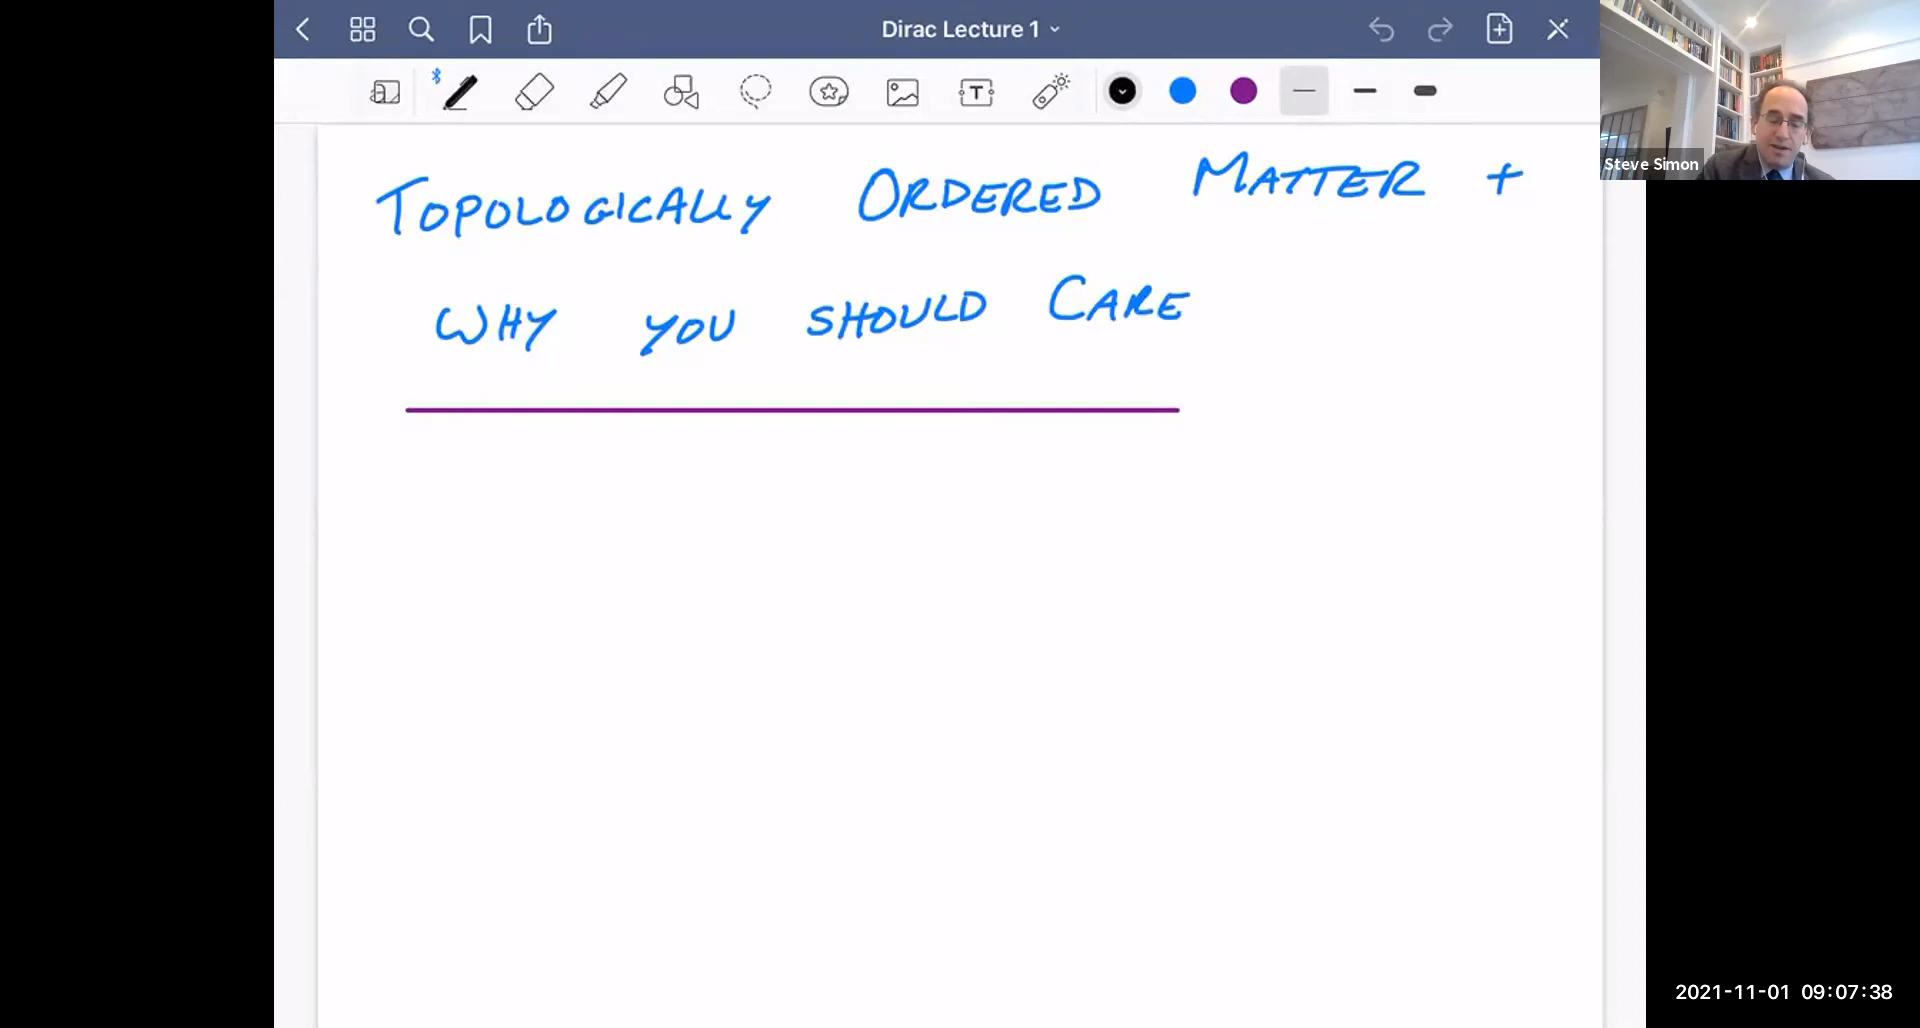 Dirac Lecture 1
T
Steve Simon
TOPOLOGICALLY ORDERED MATTER +
WHY YOU SHOULD CARE
2021-11-01 09:07:38